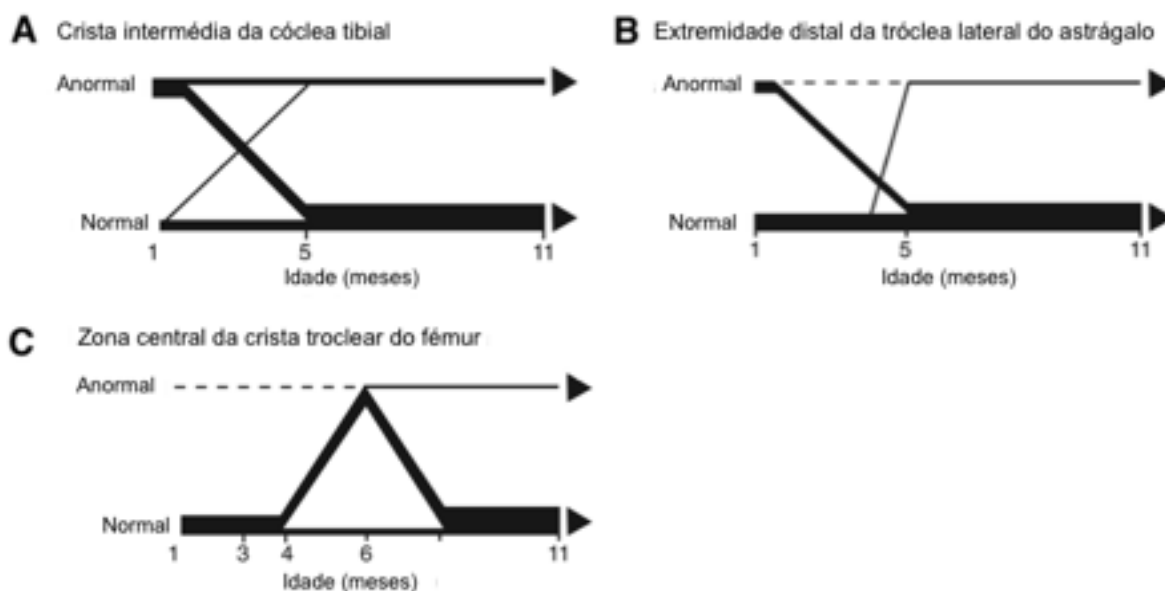 A Crista intermédia da cóclea tibial
Anormal
Normal
1 5 11
Idade (meses)
B Extremidade distal da tróclea lateral do astrágalo
Anormal
Normal
1 5 11
Idade (meses)
C Zona central da crista troclear do fémur
Anormal
Normal
1 3 4 6 11
Idade (meses)